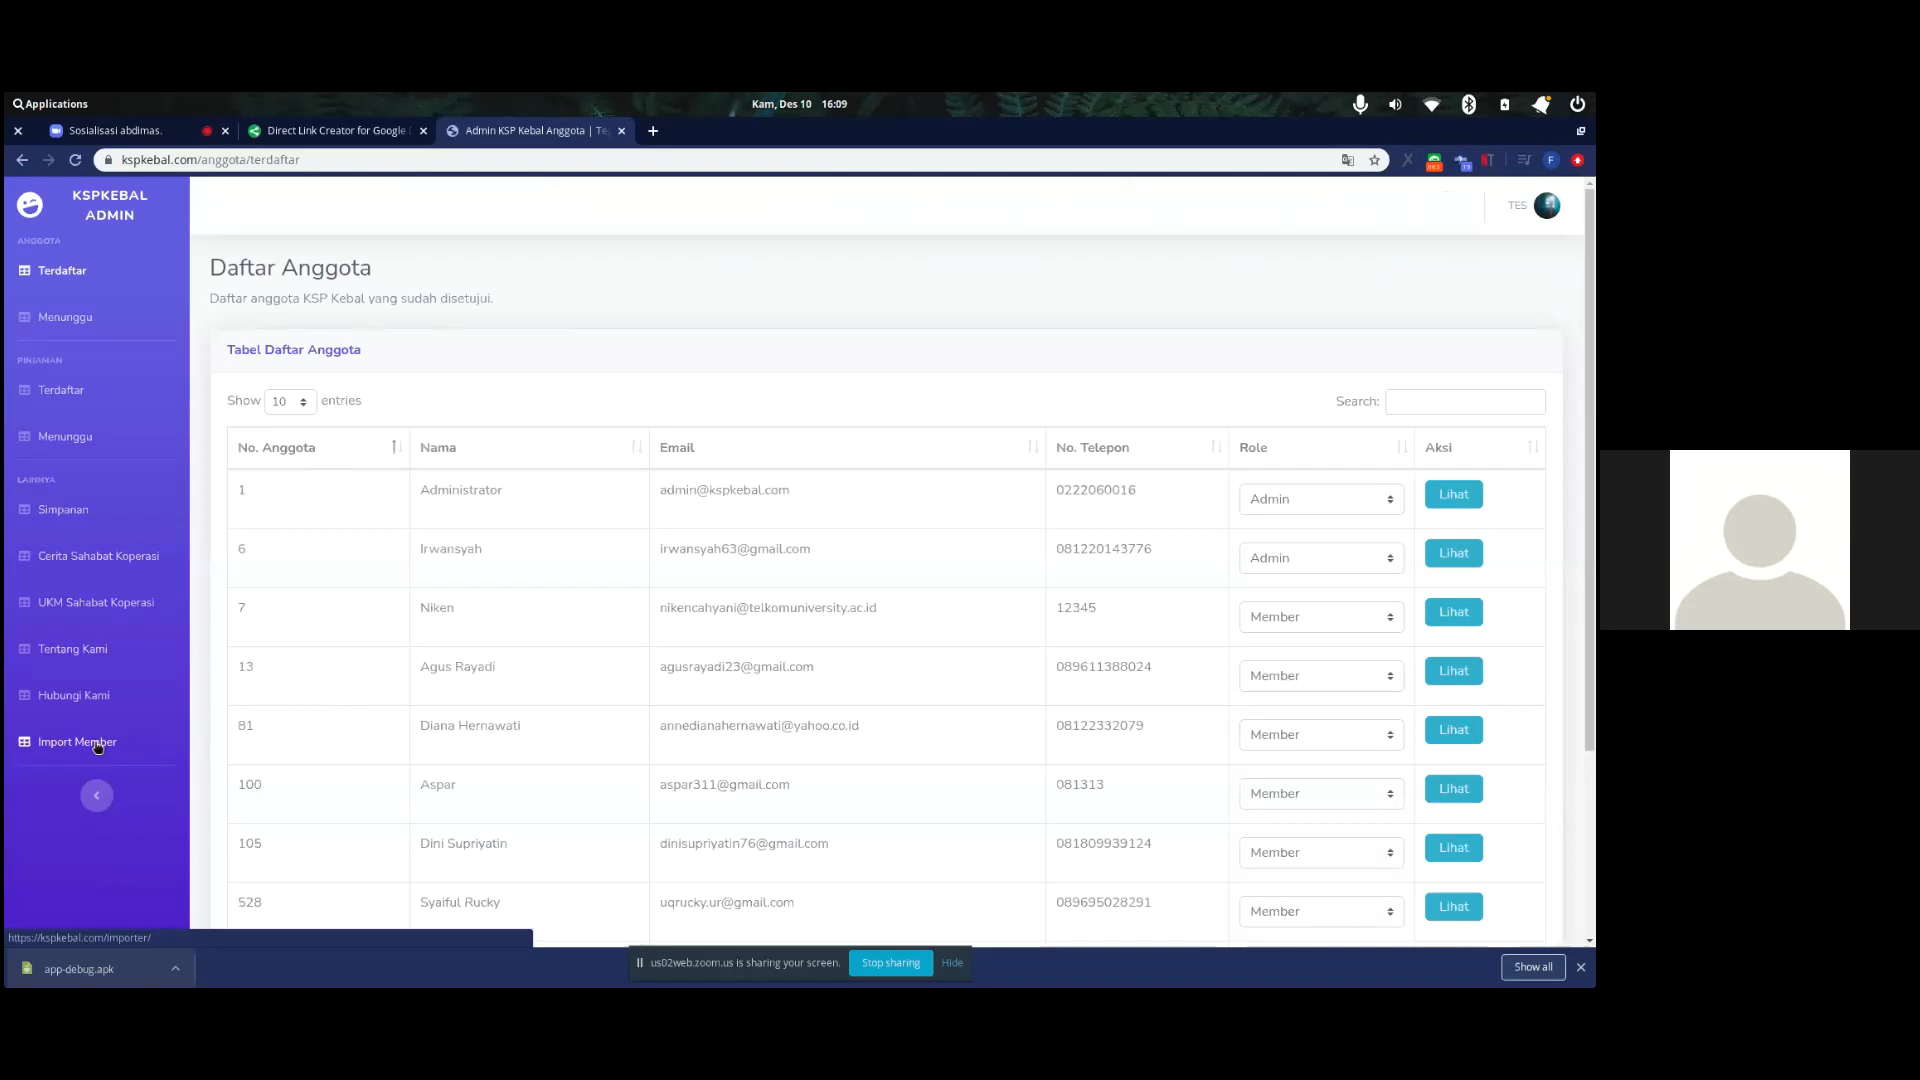 Applications
Kam, Des 10 16:09
Sosialisasi abdimas.
Direct Link Creator for Google
Admin KSP Kebal Anggota | Te
kspkebal.com/anggota/terdaftar
KSPKEBAL
ADMIN
TES
ANGGOTA
Terdaftar
Menunggu
PINJAMAN
Terdaftar
Menunggu
LAINNYA
Simpanan
Cerita Sahabat Koperasi
UKM Sahabat Koperasi
Tentang Kami
Hubungi Kami
Import Member
Daftar Anggota
Daftar anggota KSP Kebal yang sudah disetujui.
Tabel Daftar Anggota
Show 10 entries
Search:
No. Anggota Nama Email No. Telepon Role Aksi
1 Administrator admin@kspkebal.com 0222060016 Admin Lihat
6 Irwansyah irwansyah63@gmail.com 081220143776 Admin Lihat
7 Niken nikencahyani@telkomuniversity.ac.id 12345 Member Lihat
13 Agus Rayadi agusrayadi23@gmail.com 089611388024 Member Lihat
81 Diana Hernawati annedianahernawati@yahoo.co.id 08122332079 Member Lihat
100 Aspar aspar311@gmail.com 081313 Member Lihat
105 Dini Supriyatin dinisupriyatin76@gmail.com 081809939124 Member Lihat
528 Syaiful Rucky uqrucky.ur@gmail.com 089695028291 Member Lihat
https://kspkebal.com/importer/
app-debug.apk
us02web.zoom.us is sharing your screen. Stop sharing Hide
Show all